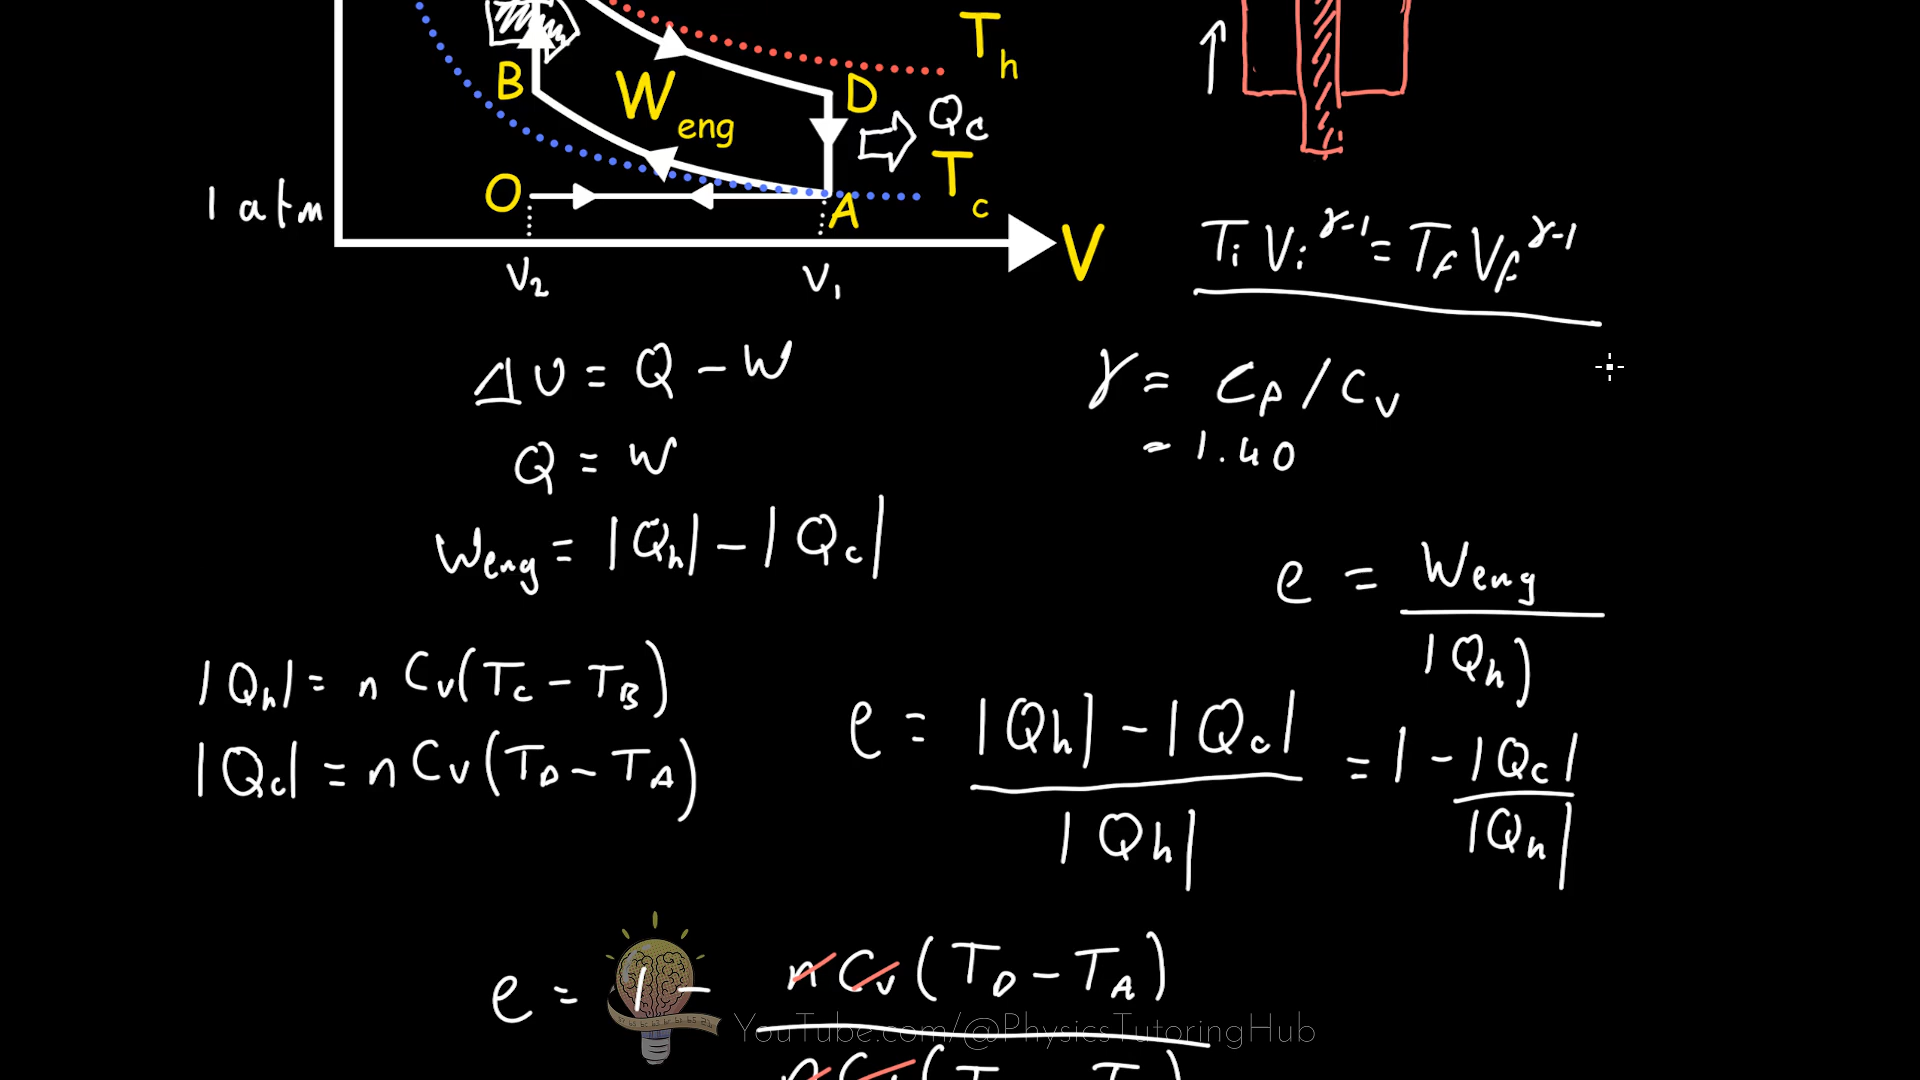 T_h
B
W_eng
D
Q_c
T_c
O
A
1 atm
V
V_2
V_1
T_i V_i^{γ-1} = T_f V_f^{γ-1}
ΔU = Q - W
γ = C_P / C_V
= 1.40
Q = W
W_eng = |Q_h| - |Q_c|
e = W_eng / |Q_h|
|Q_h| = n C_V (T_C - T_B)
|Q_c| = n C_V (T_D - T_A)
e = (|Q_h| - |Q_c|) / |Q_h| = 1 - |Q_c| / |Q_h|
e = 1 - n C_V (T_D - T_A)
YouTube.com/@PhysicsTutoringHub